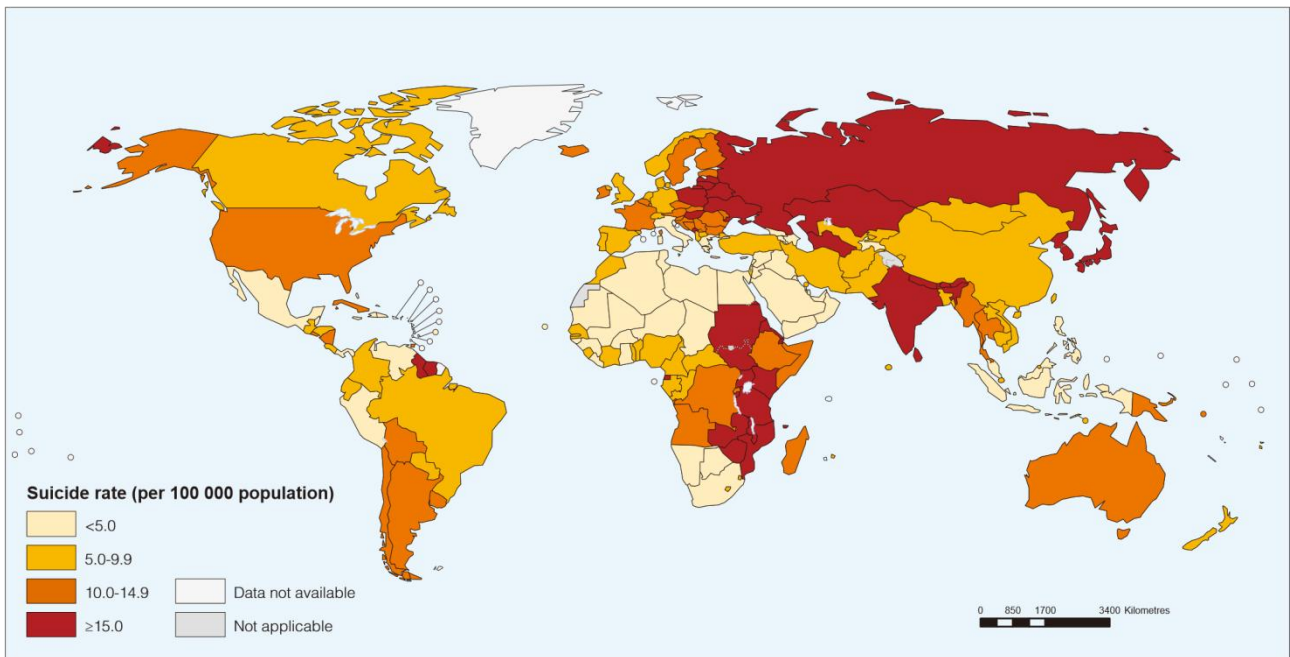 Suicide rate (per 100 000 population)
<5.0
5.0-9.9
10.0-14.9
≥15.0
Data not available
Not applicable
0 850 1700 3400 Kilometres